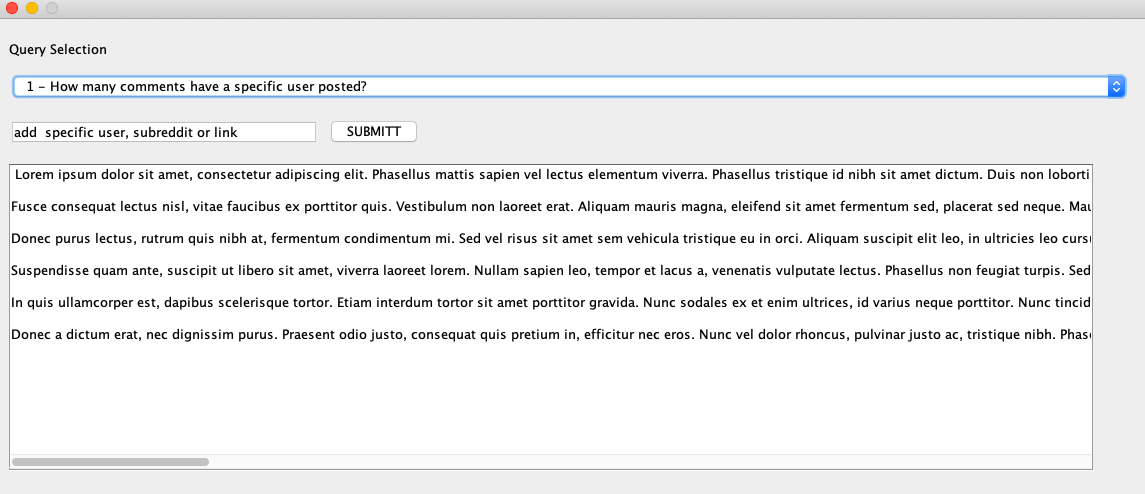 Query Selection
1 – How many comments have a specific user posted?
add  specific user, subreddit or link SUBMITT
Lorem ipsum dolor sit amet, consectetur adipiscing elit. Phasellus mattis sapien vel lectus elementum viverra. Phasellus tristique id nibh sit amet dictum. Duis non loborti
Fusce consequat lectus nisl, vitae faucibus ex porttitor quis. Vestibulum non laoreet erat. Aliquam mauris magna, eleifend sit amet fermentum sed, placerat sed neque.
Donec purus lectus, rutrum quis nibh at, fermentum condimentum mi. Sed vel risus sit amet sem vehicula tristique eu in orci. Aliquam suscipit elit leo, in ultricies leo
Suspendisse quam ante, suscipit ut libero sit amet, viverra laoreet lorem. Nullam sapien leo, tempor et lacus a, venenatis vulputate lectus. Phasellus non feugiat turpis. Sed
In quis ullamcorper est, dapibus scelerisque tortor. Etiam interdum tortor sit amet porttitor gravida. Nunc sodales ex et enim ultrices, id varius neque porttitor. Nunc tincid
Donec a dictum erat, nec dignissim purus. Praesent odio justo, consequat quis pretium in, efficitur nec eros. Nunc vel dolor rhoncus, pulvinar justo ac, tristique nibh.